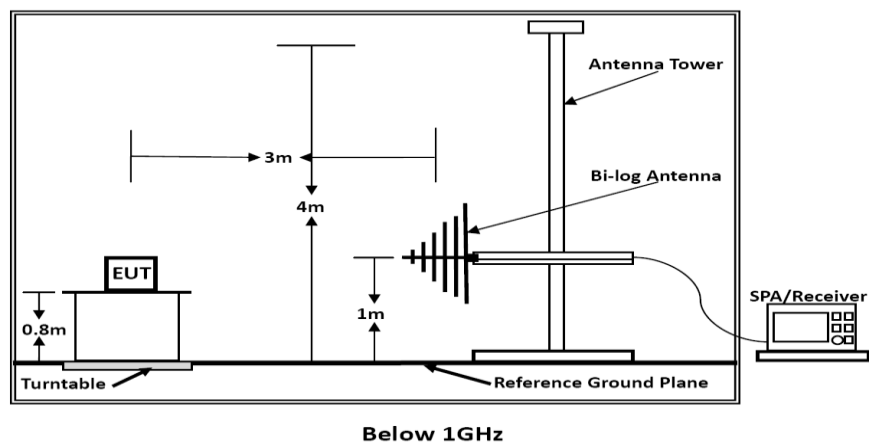 Antenna Tower
3m
Bi-log Antenna
4m
EUT
SPA/Receiver
0.8m
1m
Turntable
Reference Ground Plane
Below 1GHz